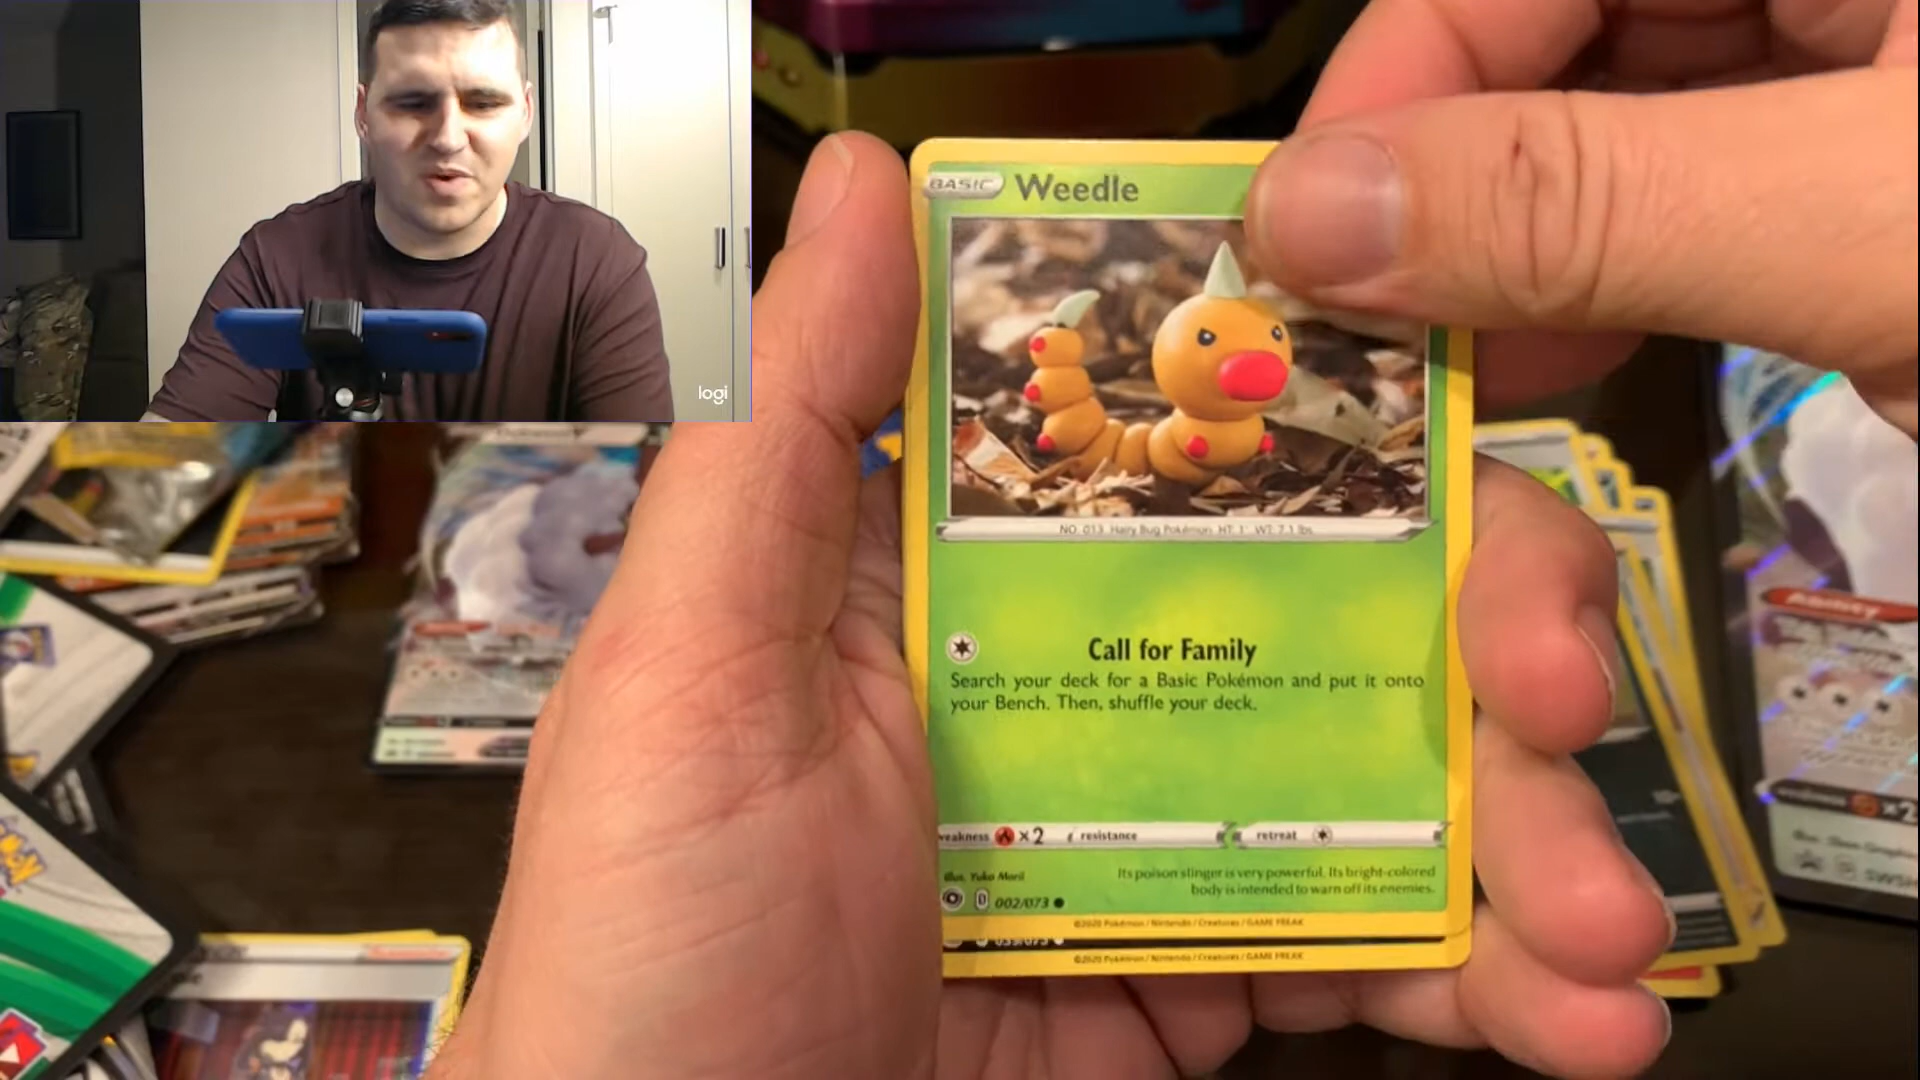 logi
BASIC Weedle
NO. 013 Hairy Bug Pokémon HT: 1' WT: 7.1 lbs.
Call for Family
Search your deck for a Basic Pokémon and put it onto
your Bench. Then, shuffle your deck.
weakness ×2 resistance retreat
Illus. Yuka Morii
Its poison stinger is very powerful. Its bright-colored
body is intended to warn off its enemies.
D 002/073
©2020 Pokémon / Nintendo / Creatures / GAME FREAK
©2020 Pokémon / Nintendo / Creatures / GAME FREAK
Ability
weakness ×2